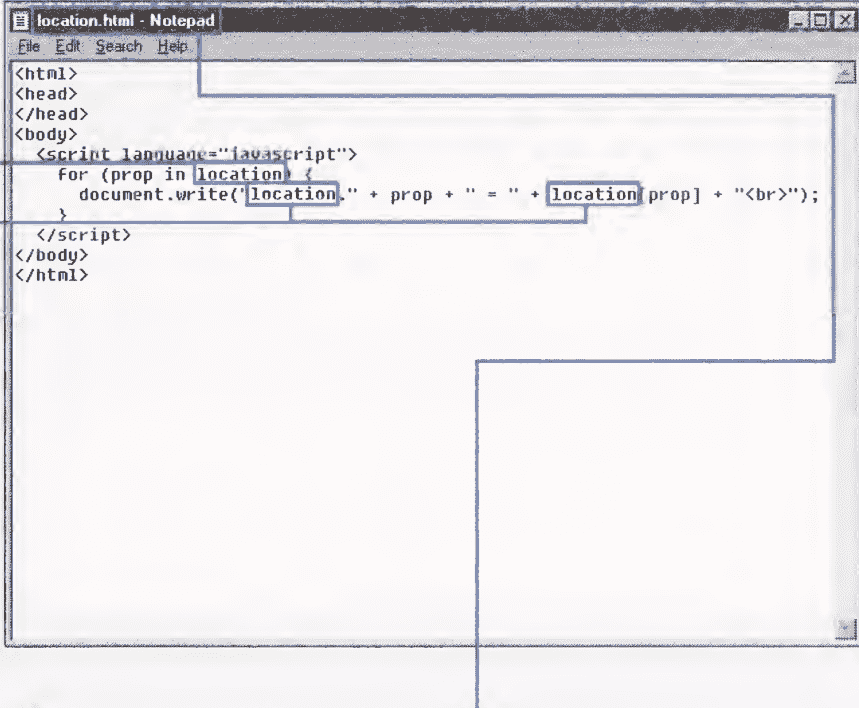 location.html - Notepad
File Edit Search Help
<html>
<head>
</head>
<body>
  <script language="javascript">
    for (prop in location) {
      document.write("location." + prop + " = " + location[prop] + "<br>");
    }
  </script>
</body>
</html>